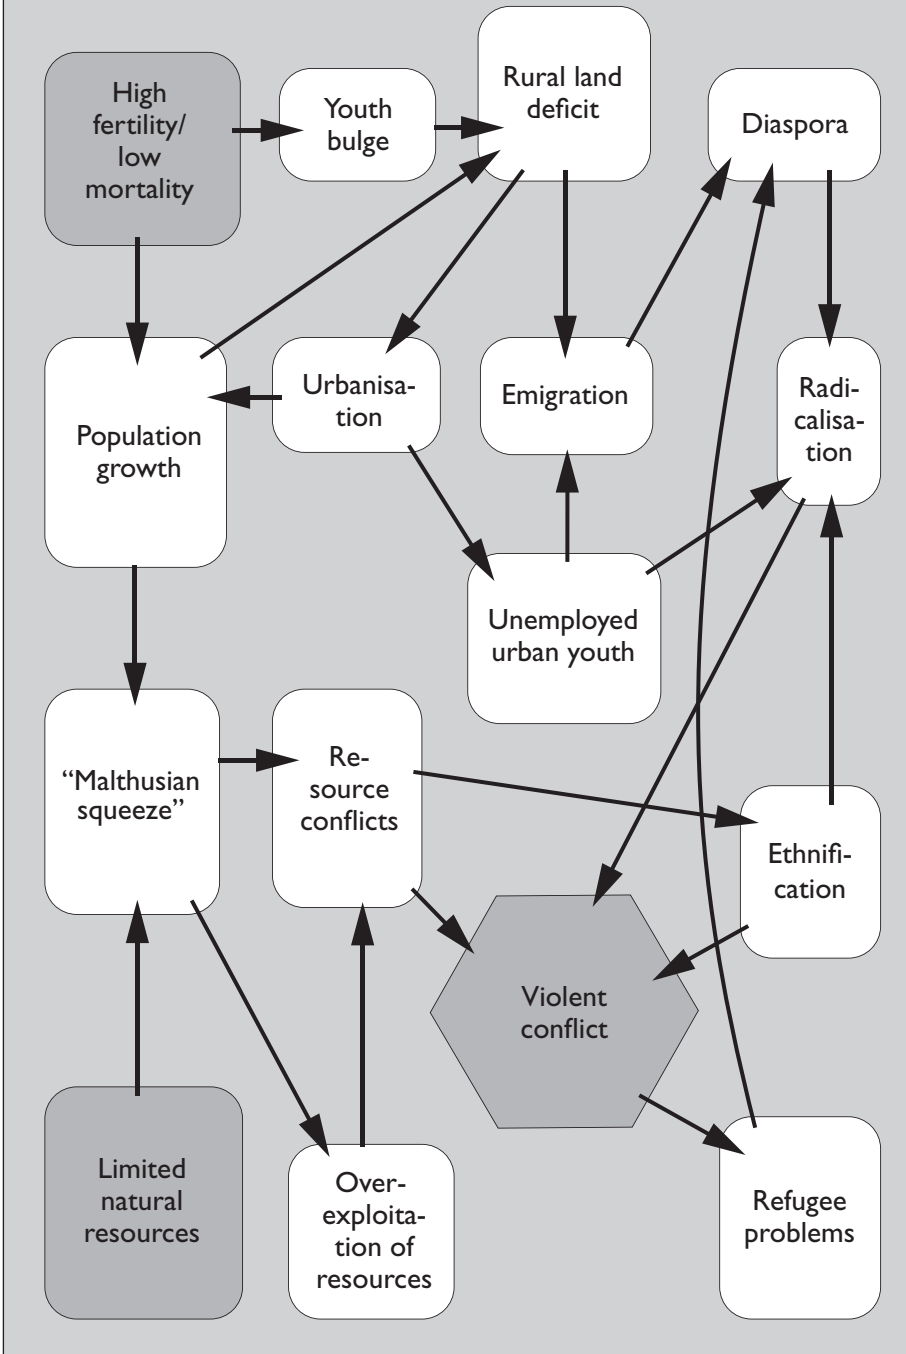 High
fertility/
low
mortality
Youth
bulge
Rural land
deficit
Diaspora
Population
growth
Urbanisa-
tion
Emigration
Radi-
calisa-
tion
Unemployed
urban youth
“Malthusian
squeeze”
Re-
source
conflicts
Ethnifi-
cation
Violent
conflict
Limited
natural
resources
Over-
exploita-
tion of
resources
Refugee
problems